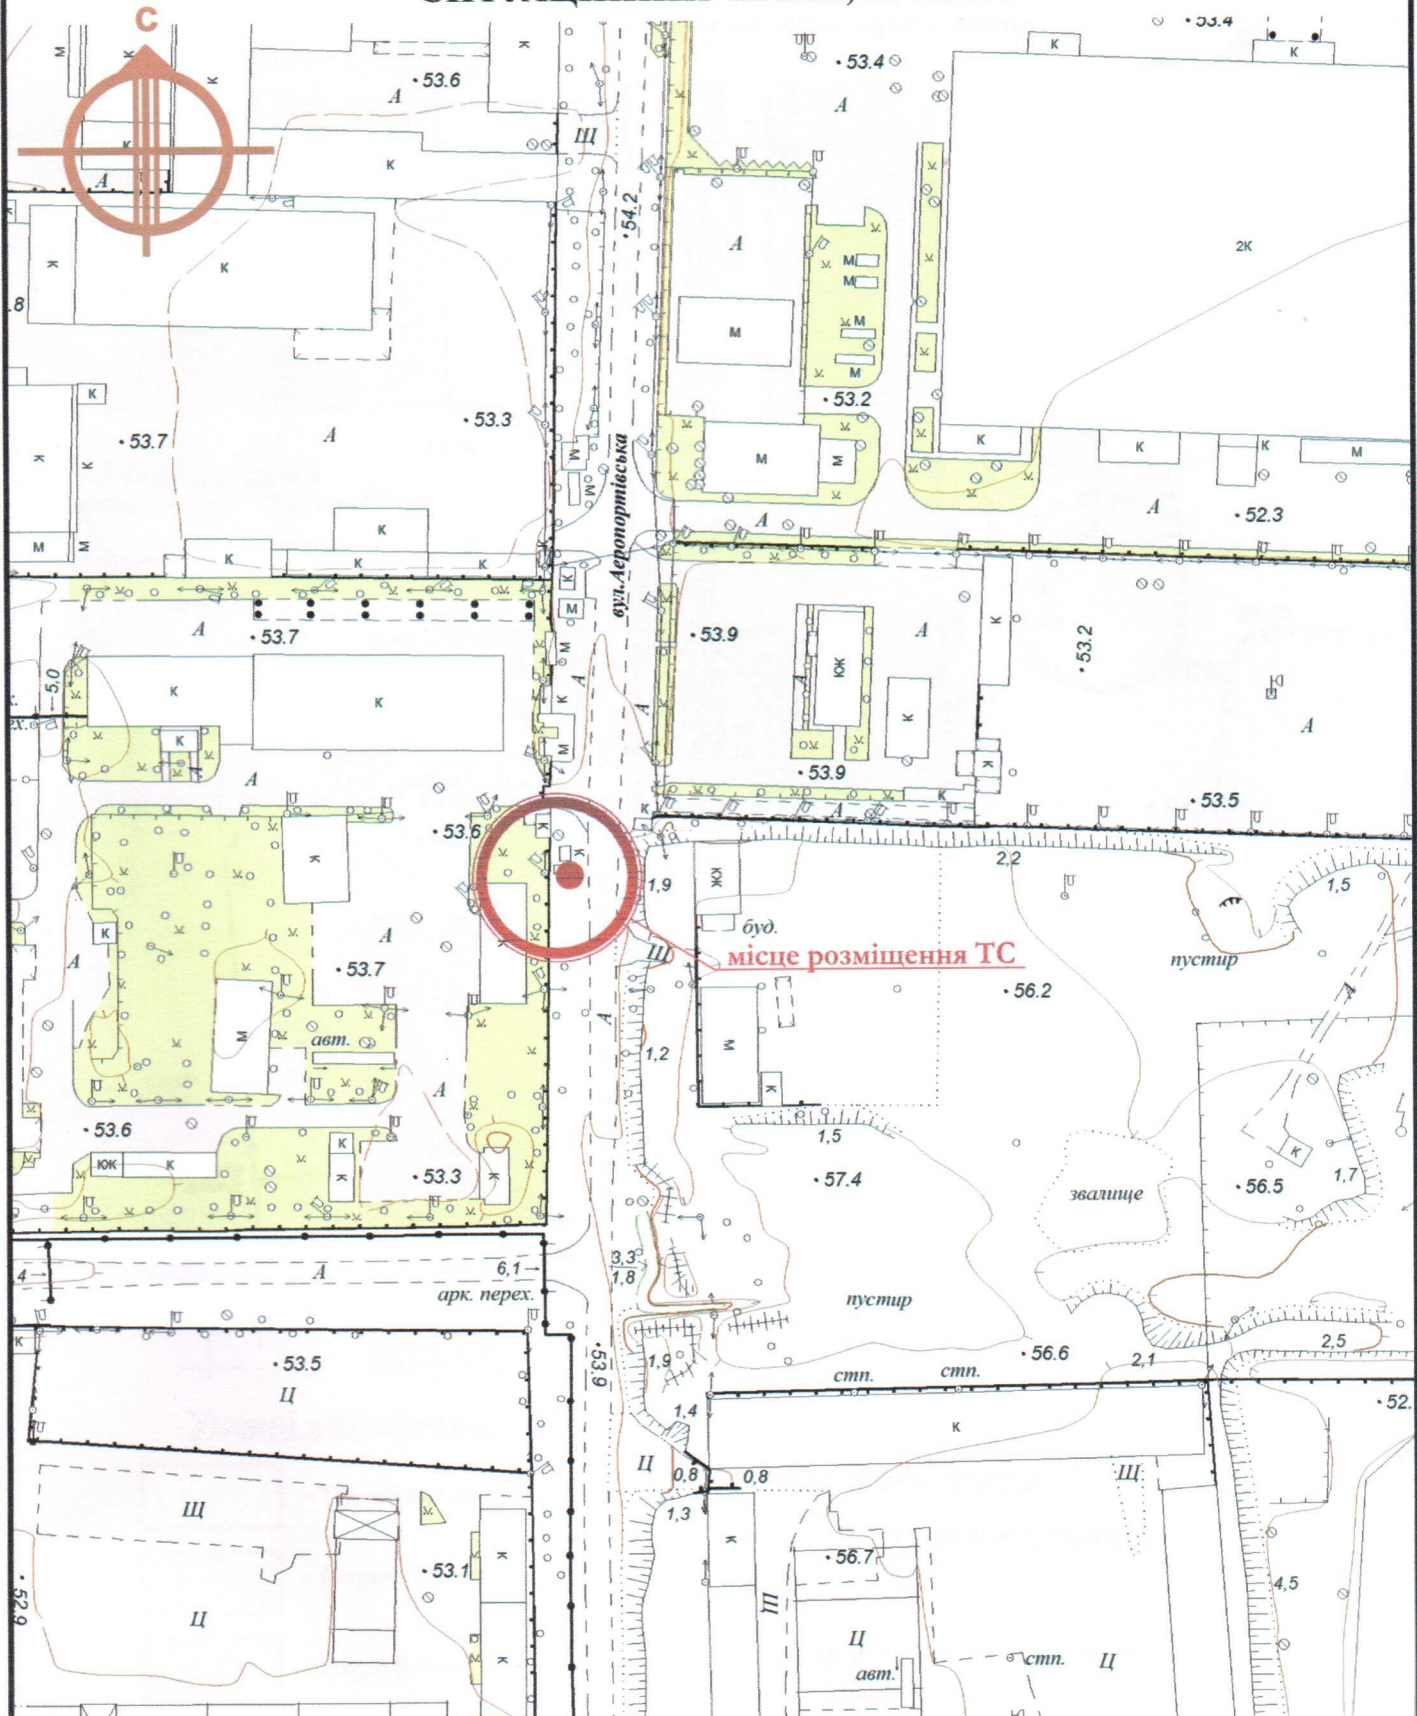 С
53.4
К
К
К
М
К
К
53.6
53.4
А
А
К
Щ
К
А
54.2
А
2К
К
К
М
М
.8
М
М
М
К
53.2
53.3
53.7
А
К
К
К
М
вул.Аеропортівська
М
М
К
К
К
М
М
М
К
А
А
52.3
М
М
К
К
К
К
К
М
А
53.7
53.9
А
КЖ
К
53.2
5,0
К
К
М
К
А
А
К
А
К
К
М
А
53.9
К
53.5
А
К
53.6
К
К
К
2,2
1,9
КЖ
1,5
буд.
К
А
А
К
Щ
місце розміщення ТС
пустир
53.7
56.2
А
М
авт.
1,2
М
К
А
53.6
1,5
К
К
КЖ
К
53.3
К
57.4
звалище
К
1,7
56.5
4
А
6,1
арк. перех.
3,3
1,8
пустир
К
53.5
Ц
53.9
1,9
56.6
2,1
2,5
стп.
стп.
1,4
К
52.
Ц
0,8
0,8
Щ
Щ
1,3
К
К
53.1
56.7
4,5
52.9
Щ
Ц
К
Ц
авт.
стп.
Ц